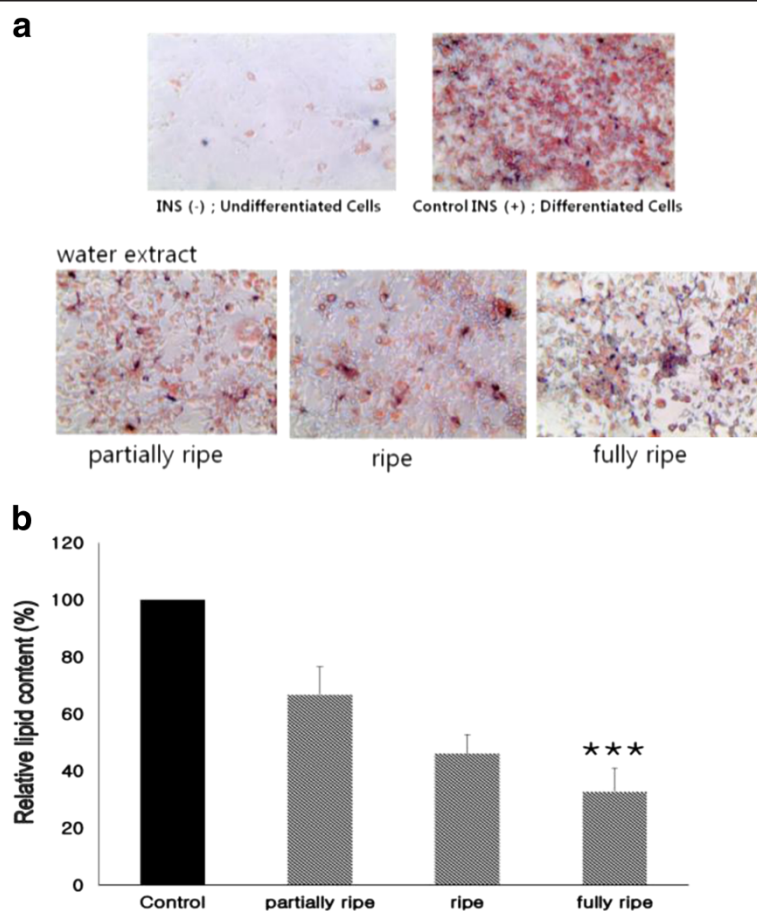 a
INS (-) ; Undifferentiated Cells
Control INS (+) ; Differentiated Cells
water extract
partially ripe
ripe
fully ripe
b
Relative lipid content (%)
120
100
80
60
40
20
0
***
Control
partially ripe
ripe
fully ripe